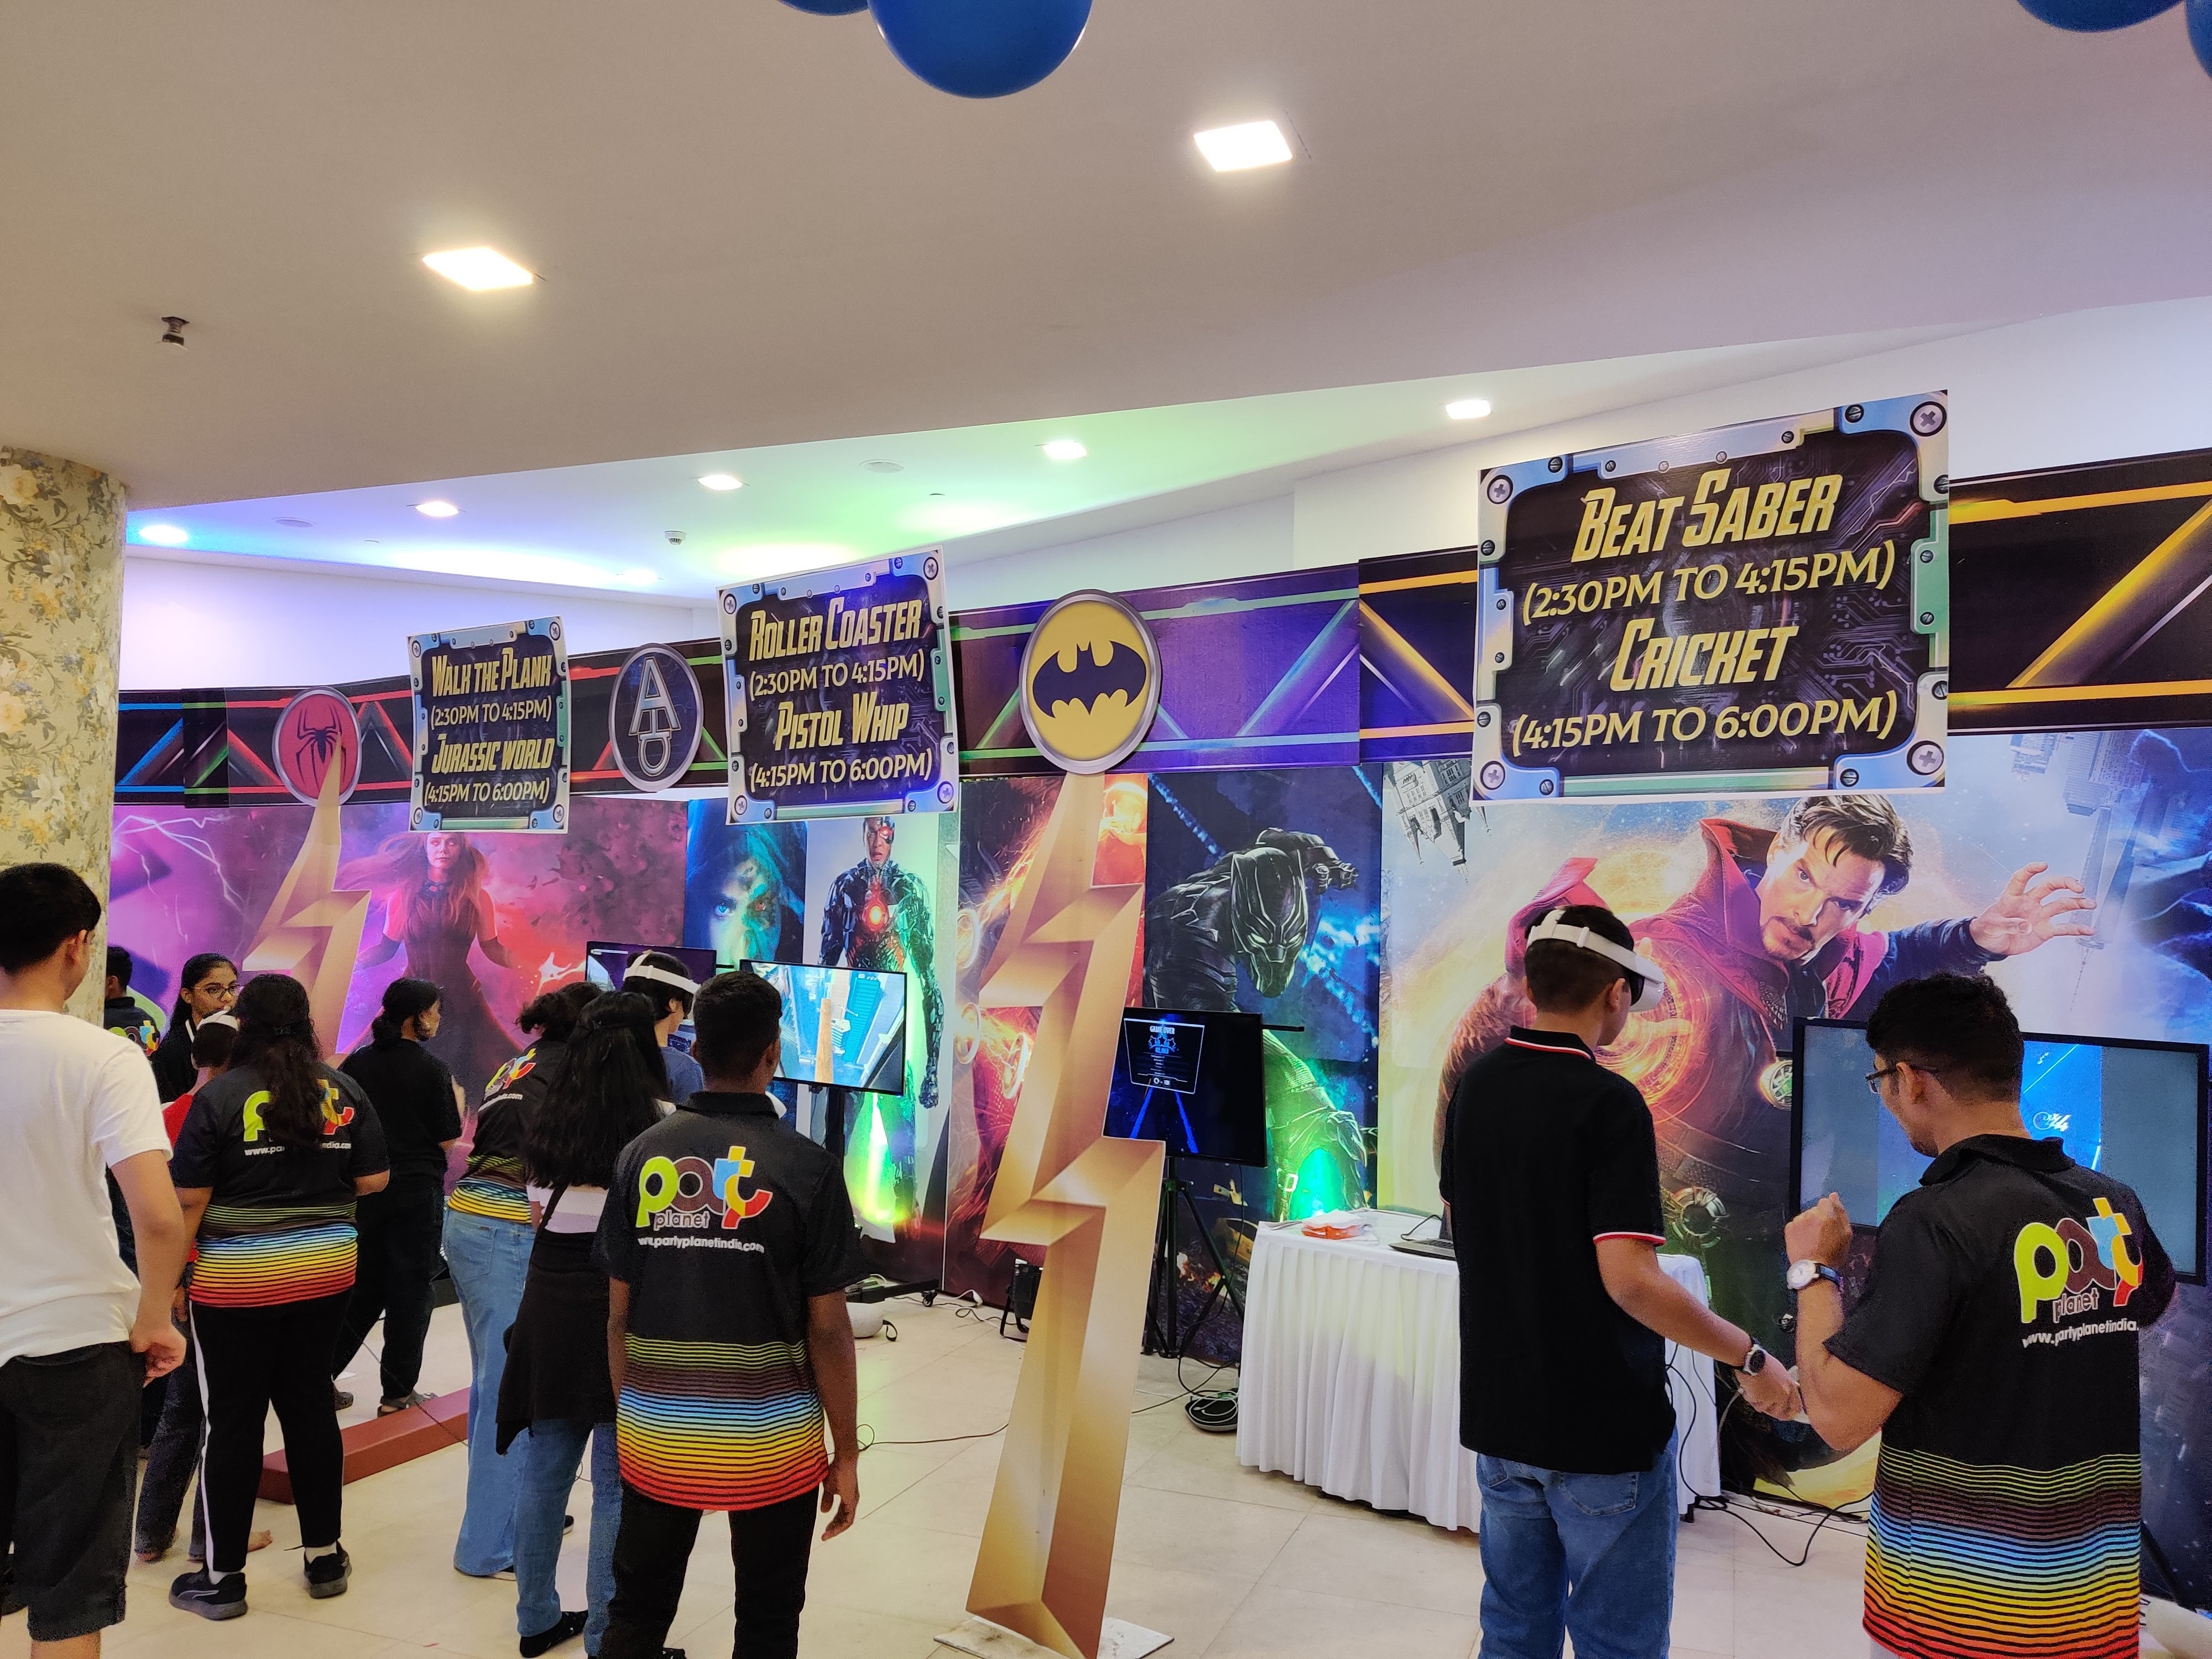 WALK THE PLANK
(2:30PM TO 4:15PM)
JURASSIC WORLD
(4:15PM TO 6:00PM)
ROLLER COASTER
(2:30PM TO 4:15PM)
PISTOL WHIP
(4:15PM TO 6:00PM)
BEAT SABER
(2:30PM TO 4:15PM)
CRICKET
(4:15PM TO 6:00PM)
GAME OVER
party
planet
www.partyplanetindia.com
party
planet
www.partyplanetindia.